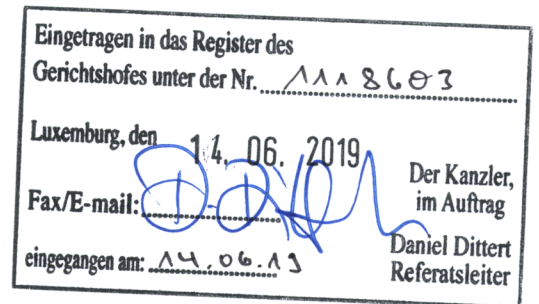 Eingetragen in das Register des
Gerichtshofes unter der Nr. 1118603
Luxemburg, den 14. 06. 2019
Der Kanzler,
im Auftrag
Fax/E-mail:
Daniel Dittert
Referatsleiter
eingegangen am: 14.06.19